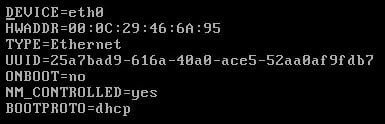 DEVICE=eth0
HWADDR=00:0C:29:46:6A:95
TYPE=Ethernet
UUID=25a7bad9-616a-40a0-ace5-52aa0af9fdb7
ONBOOT=no
NM_CONTROLLED=yes
BOOTPROTO=dhcp